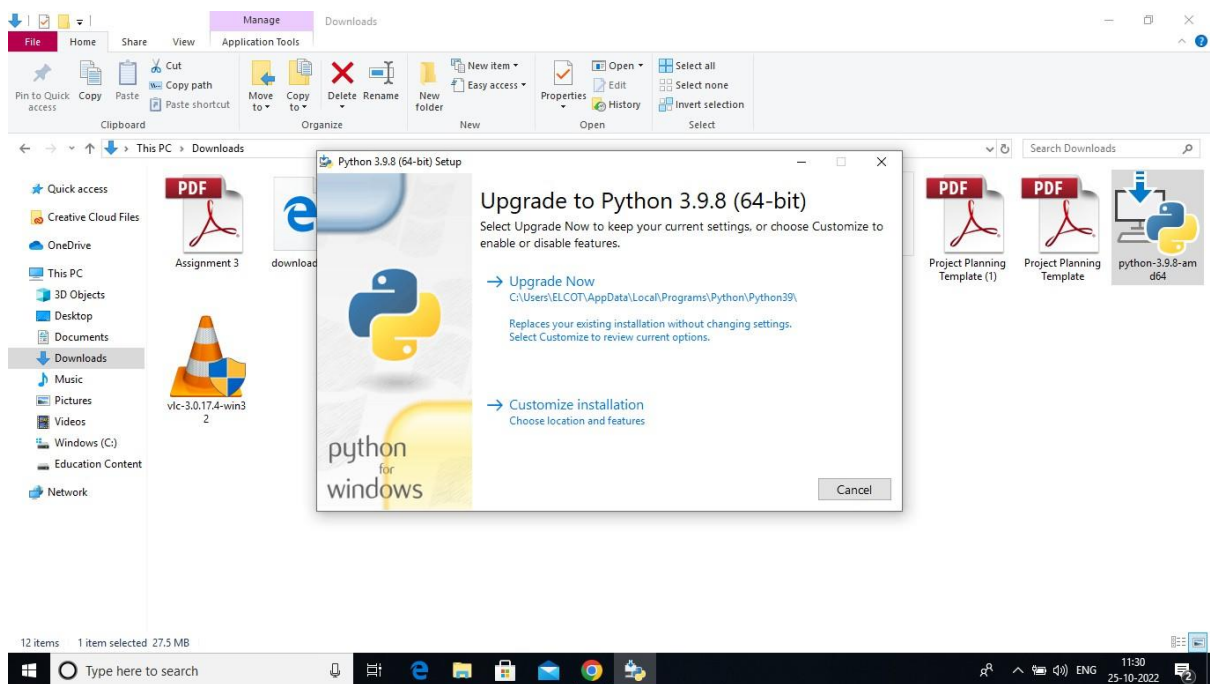 Manage
Downloads
File
Home
Share
View
Application Tools
Pin to Quick
access
Copy
Paste
Cut
Copy path
Paste shortcut
Clipboard
Move
to
Copy
to
Delete
Rename
Organize
New
folder
New item
Easy access
New
Properties
Open
Edit
History
Open
Select all
Select none
Invert selection
Select
This PC > Downloads
Search Downloads
Quick access
Creative Cloud Files
OneDrive
This PC
3D Objects
Desktop
Documents
Downloads
Music
Pictures
Videos
Windows (C:)
Education Content
Network
PDF
Assignment 3
download
vlc-3.0.17.4-win3
2
Python 3.9.8 (64-bit) Setup
Upgrade to Python 3.9.8 (64-bit)
Select Upgrade Now to keep your current settings, or choose Customize to
enable or disable features.
→ Upgrade Now
C:\Users\ELCOT\AppData\Local\Programs\Python\Python39\
Replaces your existing installation without changing settings.
Select Customize to review current options.
→ Customize installation
Choose location and features
python
for
windows
Cancel
PDF
Project Planning
Template (1)
PDF
Project Planning
Template
python-3.9.8-am
d64
12 items
1 item selected 27.5 MB
Type here to search
ENG
11:30
25-10-2022
2